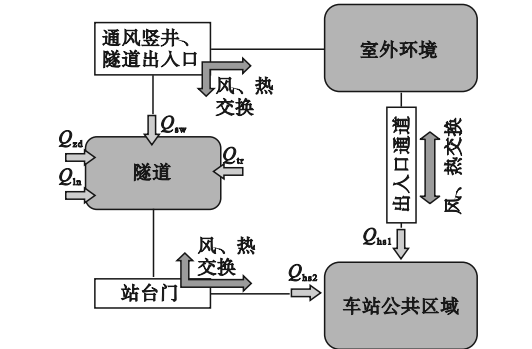 通风竖井、
隧道出入口
室外环境
风、热
交换
Qsw
Qzd
Qln
隧道
Qtr
出入口通道
风、热交换
Qhs1
风、热
交换
站台门
Qhs2
车站公共区域